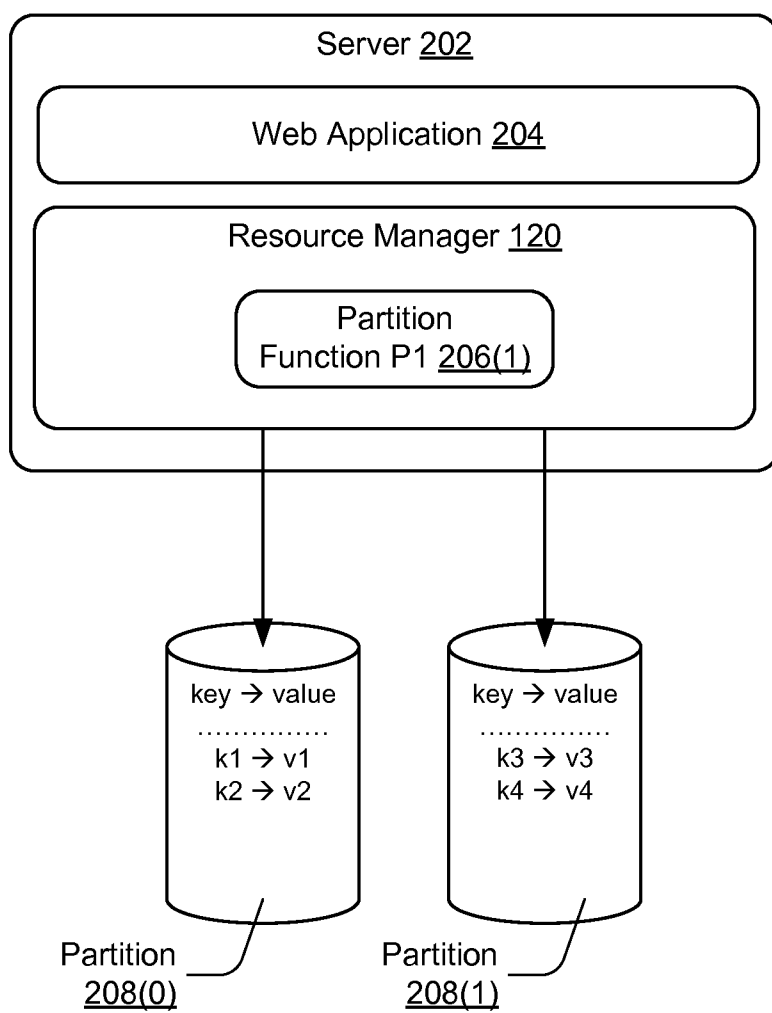 Server 202
Web Application 204
Resource Manager 120
Partition
Function P1 206(1)
key → value
...............
k1 → v1
k2 → v2
key → value
...............
k3 → v3
k4 → v4
Partition
208(0)
Partition
208(1)